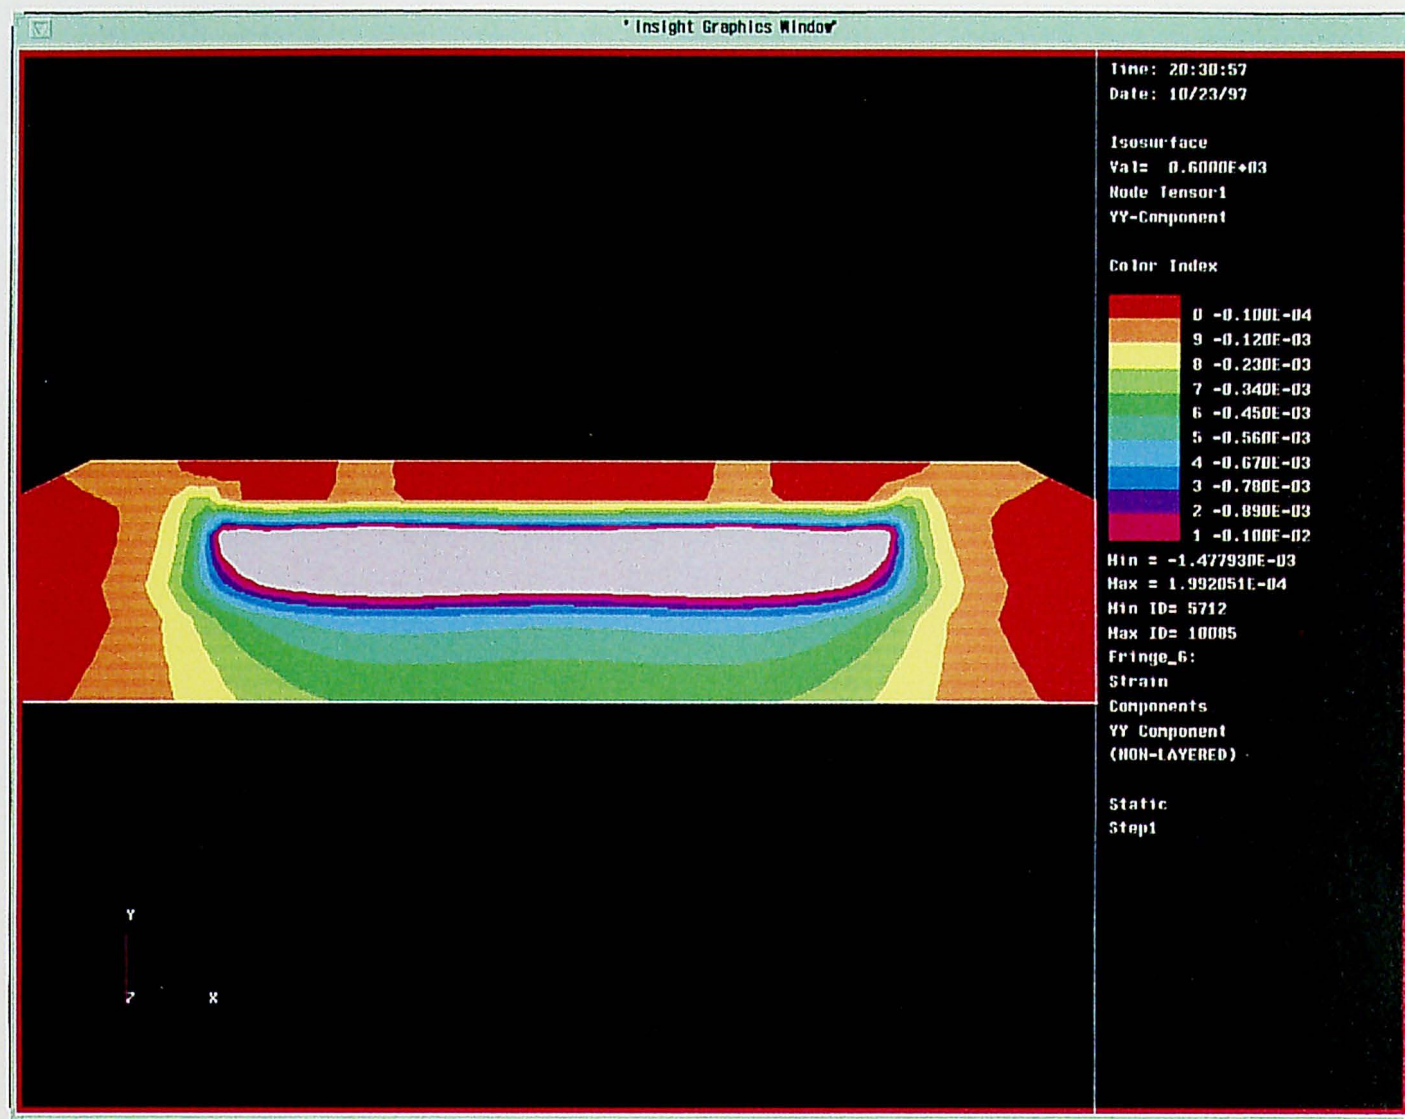 Insight Graphics Window
Time: 20:30:57
Date: 10/23/97
Isosurface
Val= 0.6000E+03
Node Tensor1
YY-Component
Color Index
0 -0.100E-04
9 -0.120E-03
8 -0.230E-03
7 -0.340E-03
6 -0.450E-03
5 -0.560E-03
4 -0.670E-03
3 -0.780E-03
2 -0.890E-03
1 -0.100E-02
Min = -1.477930E-03
Max = 1.992051E-04
Min ID= 5712
Max ID= 10085
Fringe_6:
Strain
Components
YY Component
(NON-LAYERED)
Static
Step1
Y
Z X